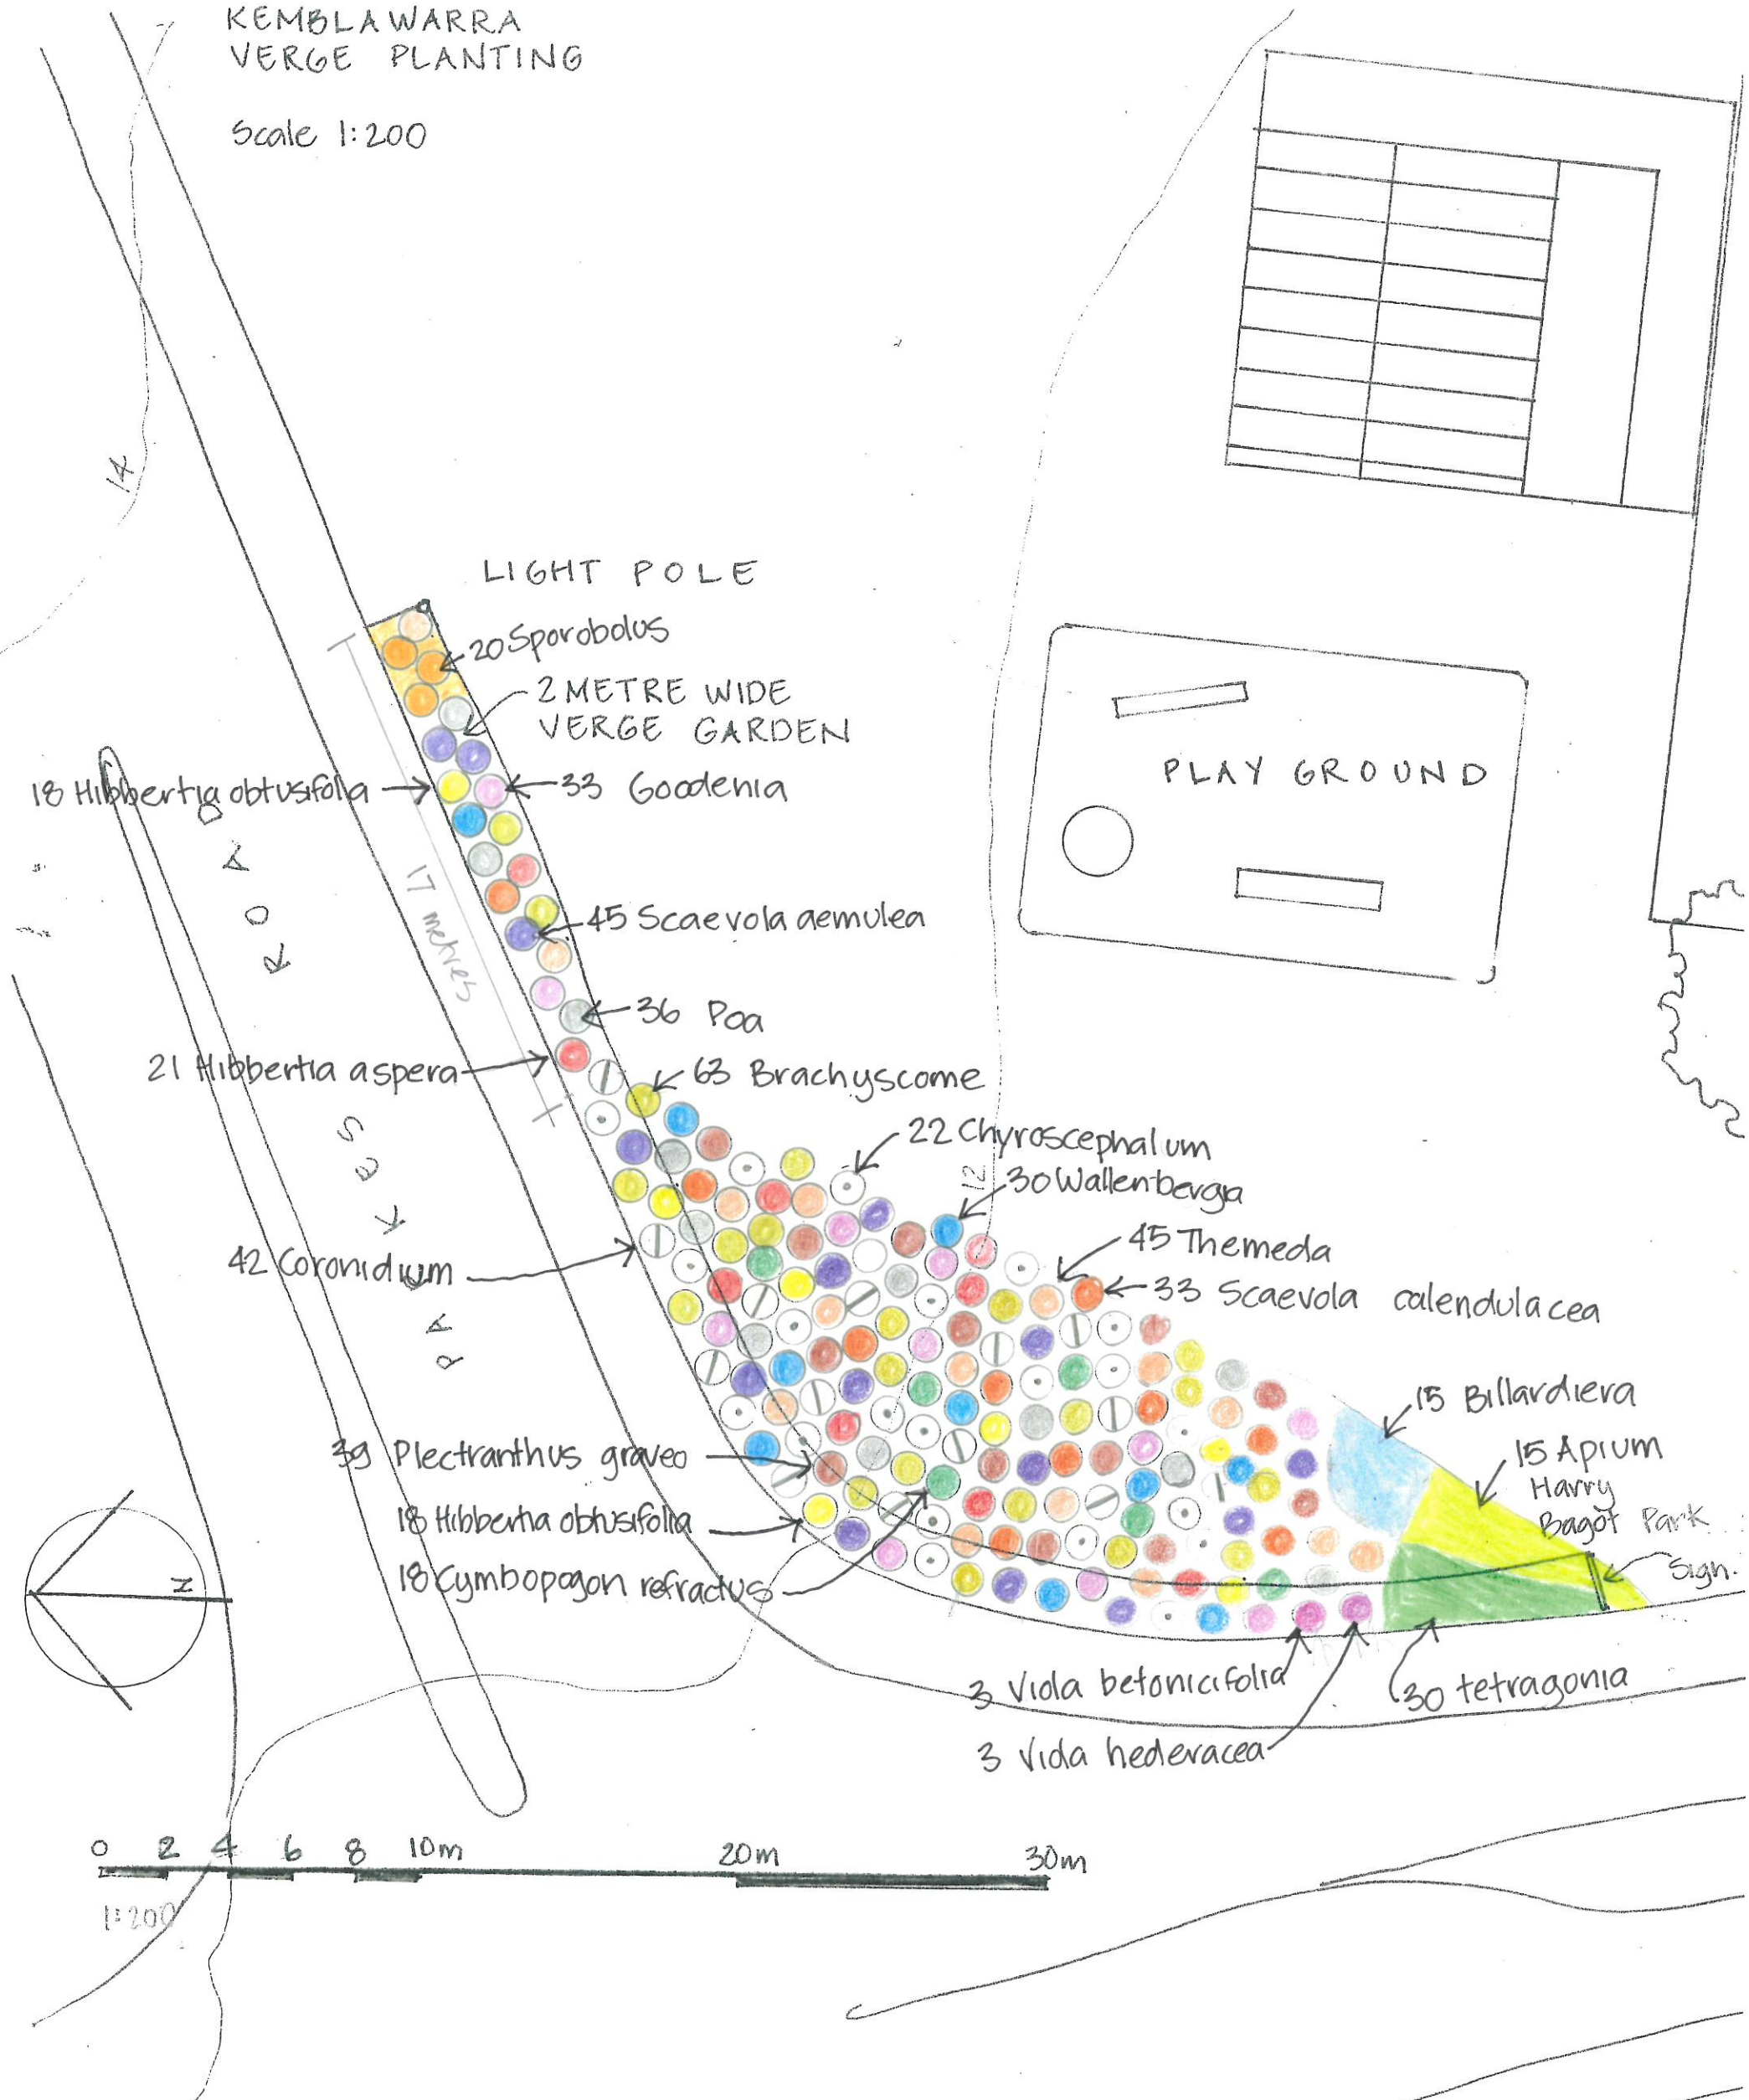 KEMBLAWARRA
VERGE PLANTING
Scale 1:200
14
LIGHT POLE
20 Sporobolus
2 METRE WIDE
VERGE GARDEN
18 Hibbertia obtusifolia
33 Goodenia
PLAY GROUND
17 metres
45 Scaevola aemulea
36 Poa
21 Hibbertia aspera
63 Brachyscome
22 Chyroscephalum
12
30 Wallenbergia
45 Themeda
33 Scaevola calendulacea
42 Coronidium
PARKES ROAD
15 Billardiera
39 Plectranthus graveo
15 Apium
Harry
Bagot Park
18 Hibbertia obtusifolia
Sign.
18 Cymbopogon refractus
N
3 Viola betonicifolia
30 tetragonia
3 Viola hederacea
0 2 4 6 8 10m 20m 30m
1:200